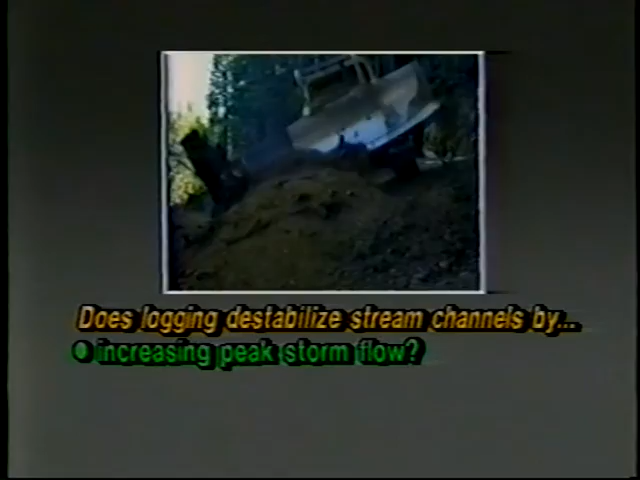 Does logging destabilize stream channels by...
• increasing peak storm flow?